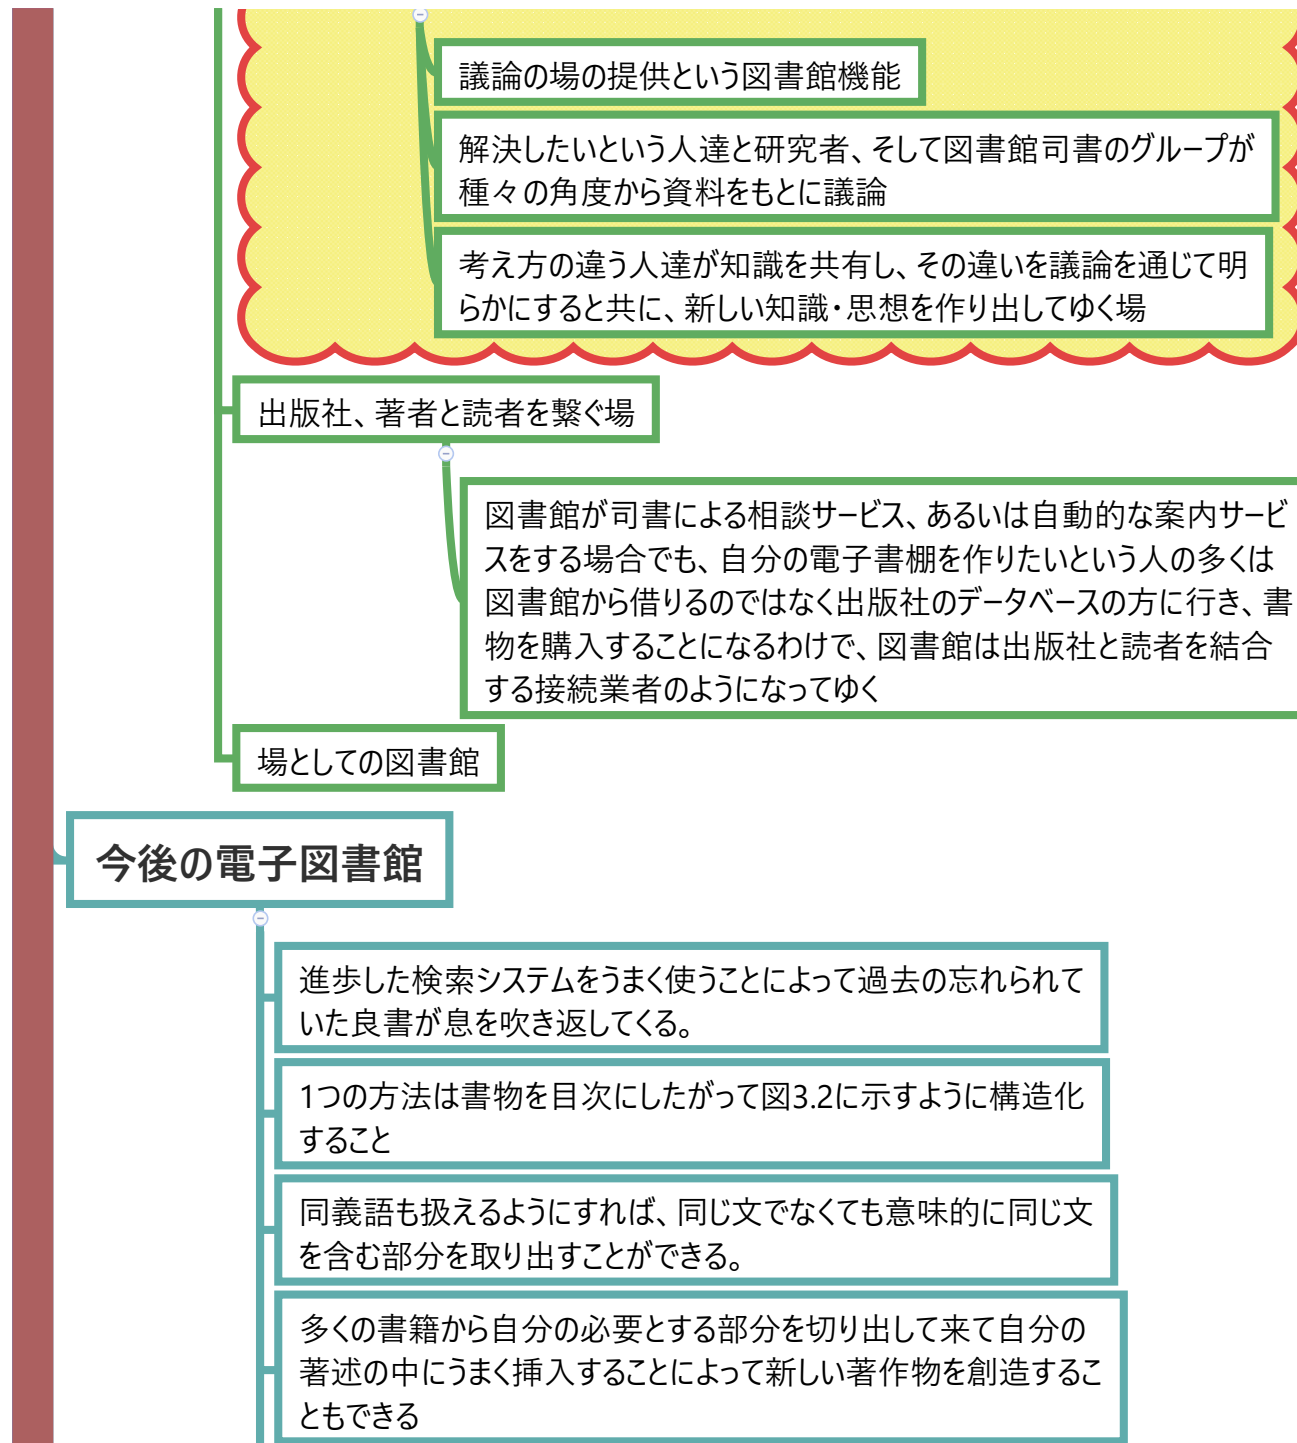 議論の場の提供という図書館機能
解決したいという人達と研究者、そして図書館司書のグループが
種々の角度から資料をもとに議論
考え方の違う人達が知識を共有し、その違いを議論を通じて明
らかにすると共に、新しい知識・思想を作り出してゆく場
出版社、著者と読者を繋ぐ場
図書館が司書による相談サービス、あるいは自動的な案内サービ
スをする場合でも、自分の電子書棚を作りたいという人の多くは
図書館から借りるのではなく出版社のデータベースの方に行き、書
物を購入することになるわけで、図書館は出版社と読者を結合
する接続業者のようになってゆく
場としての図書館
今後の電子図書館
進歩した検索システムをうまく使うことによって過去の忘れられて
いた良書が息を吹き返してくる。
1つの方法は書物を目次にしたがって図3.2に示すように構造化
すること
同義語も扱えるようにすれば、同じ文でなくても意味的に同じ文
を含む部分を取り出すことができる。
多くの書籍から自分の必要とする部分を切り出して来て自分の
著述の中にうまく挿入することによって新しい著作物を創造するこ
ともできる